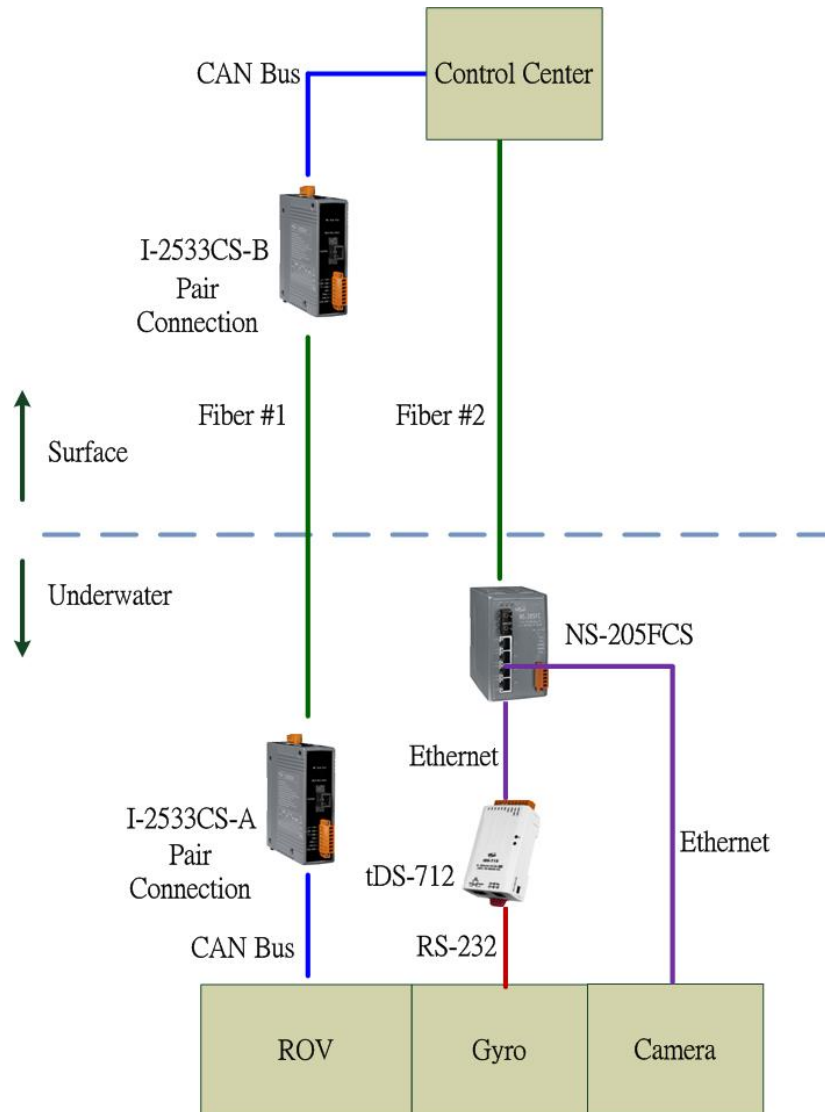 CAN Bus
Control Center
I-2533CS-B
Pair
Connection
Fiber #1
Fiber #2
Surface
Underwater
NS-205FCS
Ethernet
I-2533CS-A
Pair
Connection
tDS-712
Ethernet
CAN Bus
RS-232
ROV
Gyro
Camera